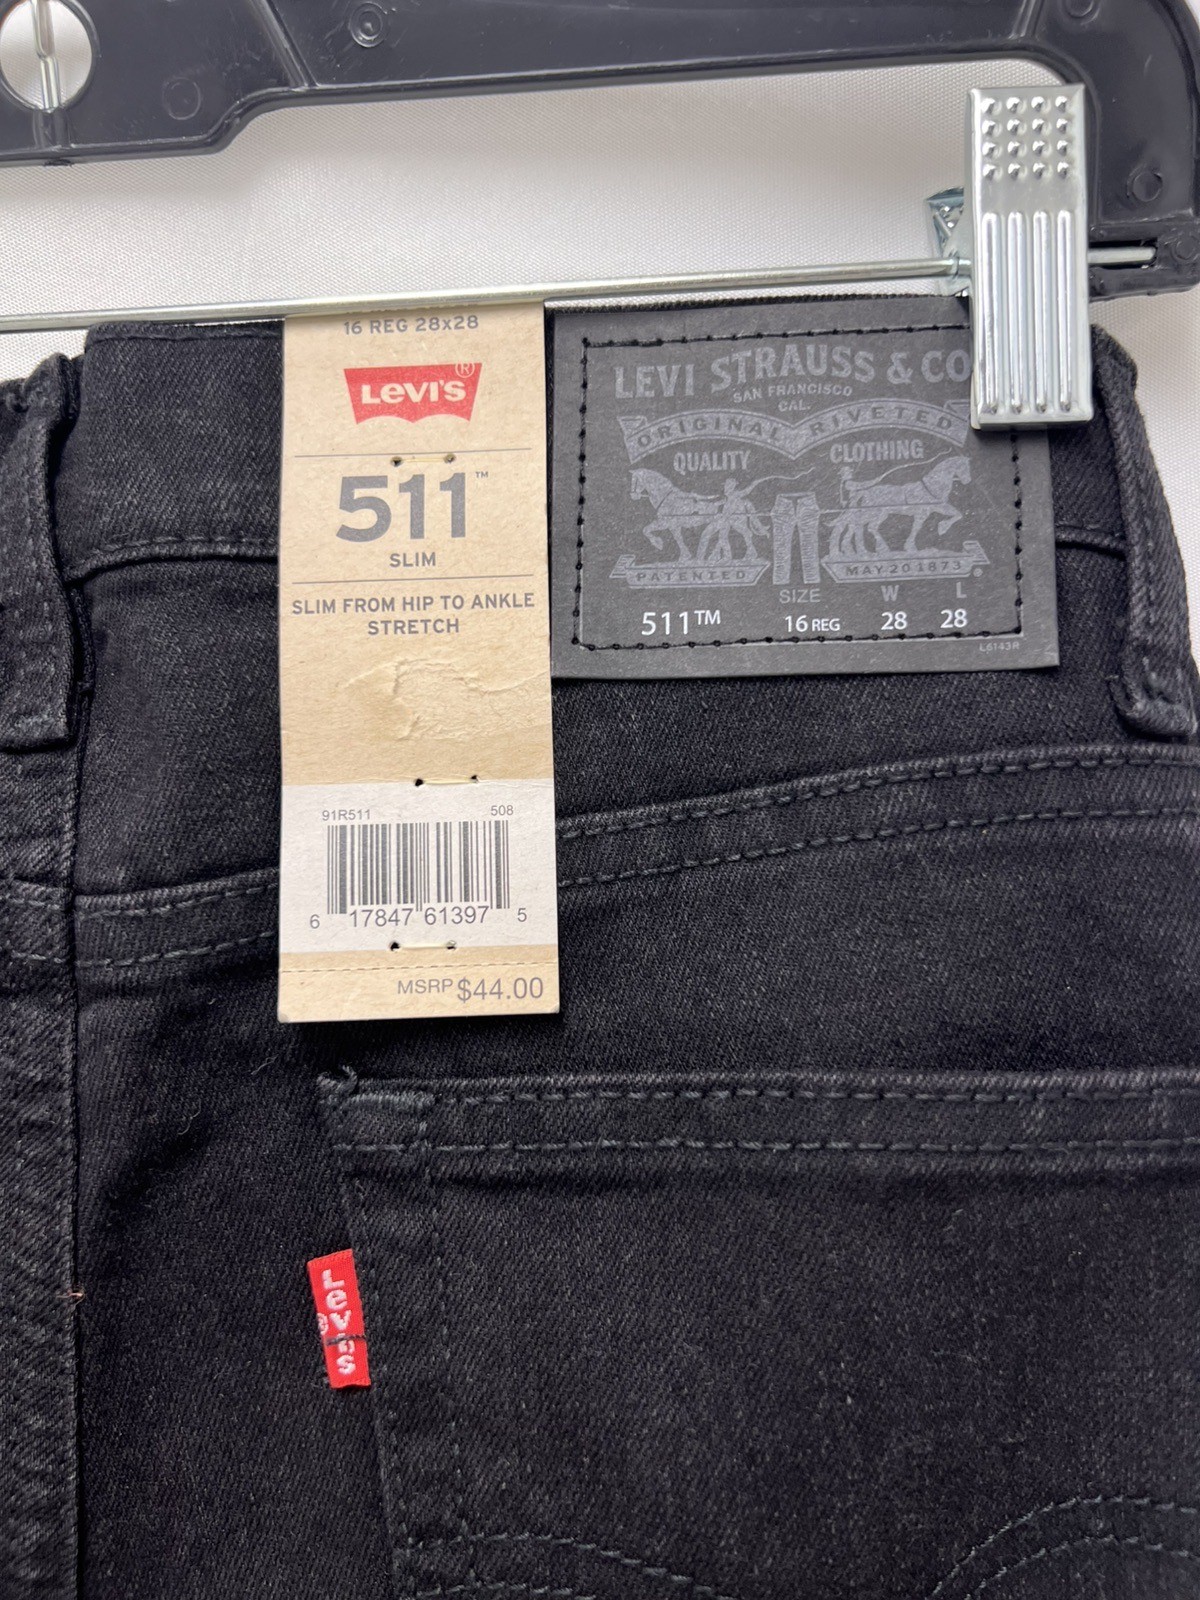 16 REG 28x28
LEVI'S®
511™
SLIM
SLIM FROM HIP TO ANKLE
STRETCH
91R511 508
6 17847 61397 5
MSRP $44.00
LEVI STRAUSS & CO
SAN FRANCISCO
CAL.
ORIGINAL RIVETED
QUALITY CLOTHING
PATENTED MAY 20 1873
SIZE W L
511™ 16 REG 28 28
L6143R
Levi's®